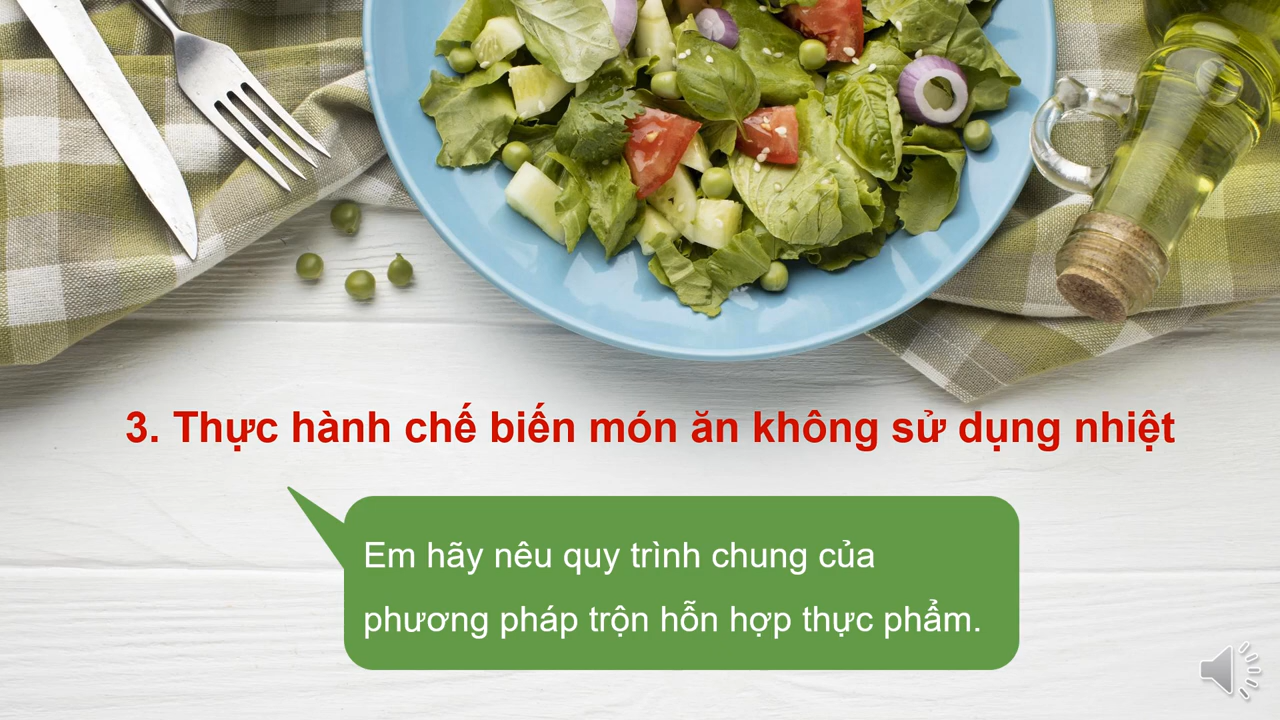 3. Thực hành chế biến món ăn không sử dụng nhiệt
Em hãy nêu quy trình chung của
phương pháp trộn hỗn hợp thực phẩm.